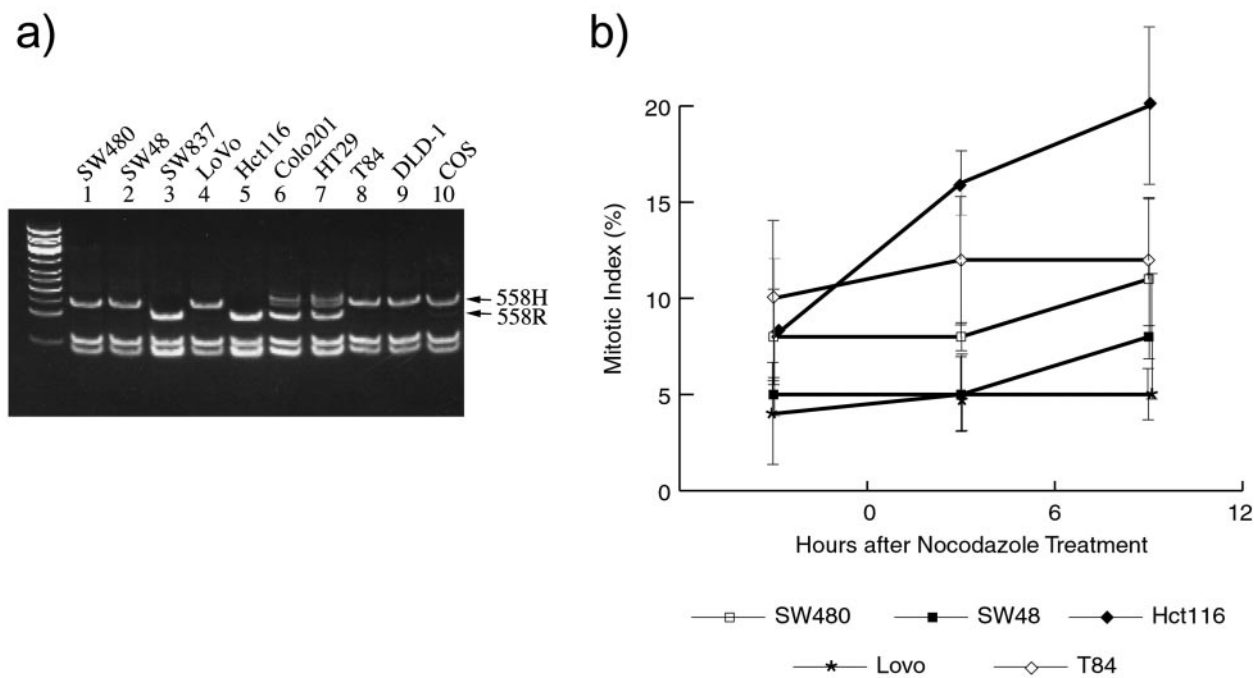 a)
SW480 SW48 SW837 LoVo Hct116 Colo201 HT29 T84 DLD-1 COS
1 2 3 4 5 6 7 8 9 10
558H
558R
b)
20
15
10
5
0
Mitotic Index (%)
0 6 12
Hours after Nocodazole Treatment
SW480 SW48 Hct116
Lovo T84